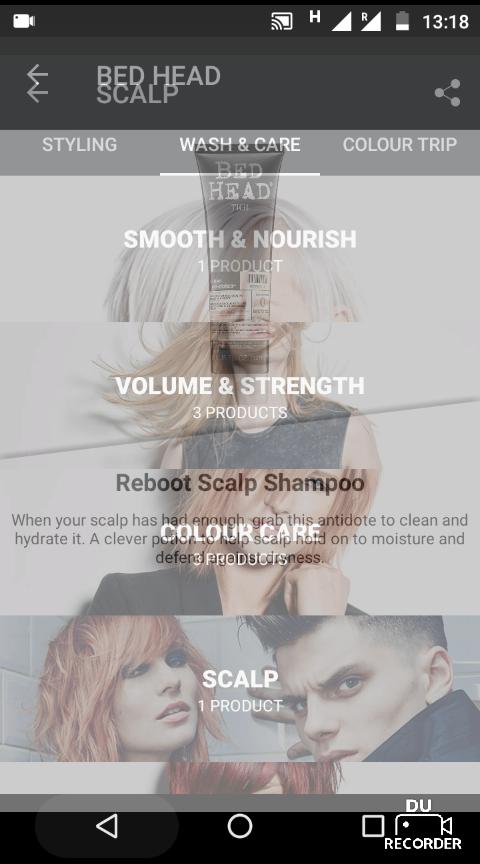 H
R
13:18
BED HEAD
SCALP
STYLING
WASH & CARE
COLOUR TRIP
BED
HEAD
TIGI
SMOOTH & NOURISH
1 PRODUCT
VOLUME & STRENGTH
3 PRODUCTS
Reboot Scalp Shampoo
When your scalp has had enough, grab this antidote to clean and
hydrate it. A clever potion to help scalp hold on to moisture and
defend against dryness.
COLOUR CARE
3 PRODUCTS
SCALP
1 PRODUCT
DU
RECORDER